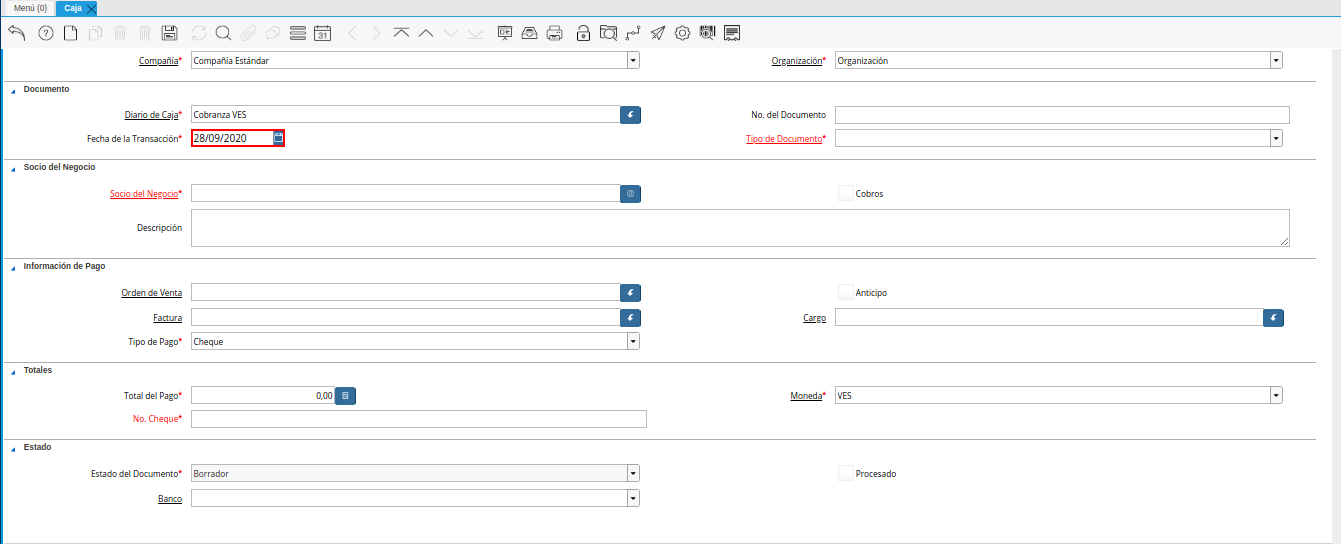 Menú (0) Caja
31
Compañía* Compañía Estándar Organización* Organización
Documento
Diario de Caja* Cobranza VES No. del Documento
Fecha de la Transacción* 28/09/2020 Tipo de Documento*
Socio del Negocio
Socio del Negocio* Cobros
Descripción
Información de Pago
Orden de Venta Anticipo
Factura Cargo
Tipo de Pago* Cheque
Totales
Total del Pago* 0,00 Moneda* VES
No. Cheque*
Estado
Estado del Documento* Borrador Procesado
Banco